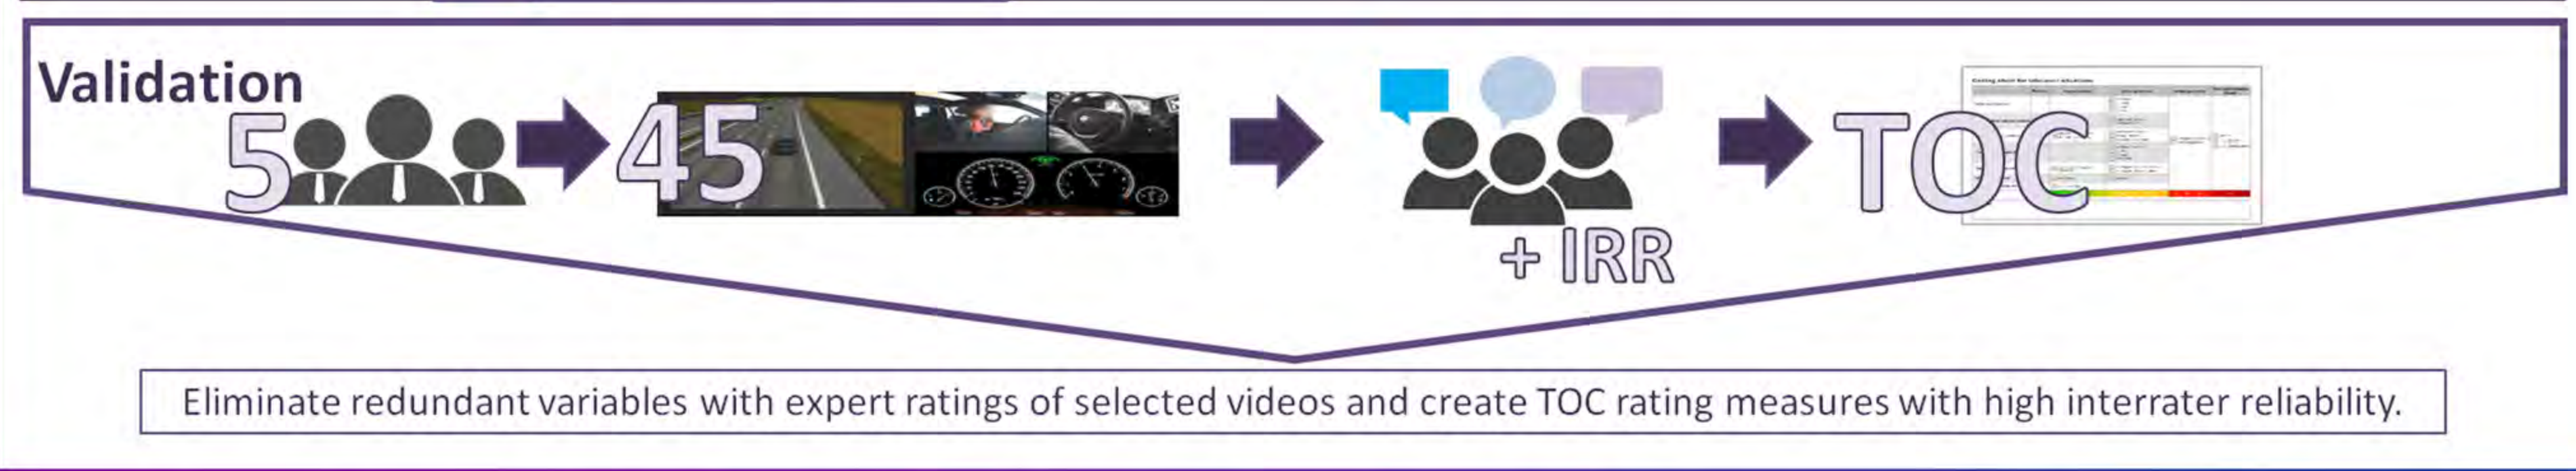 Validation
5
45
+ IRR
TOC
Eliminate redundant variables with expert ratings of selected videos and create TOC rating measures with high interrater reliability.